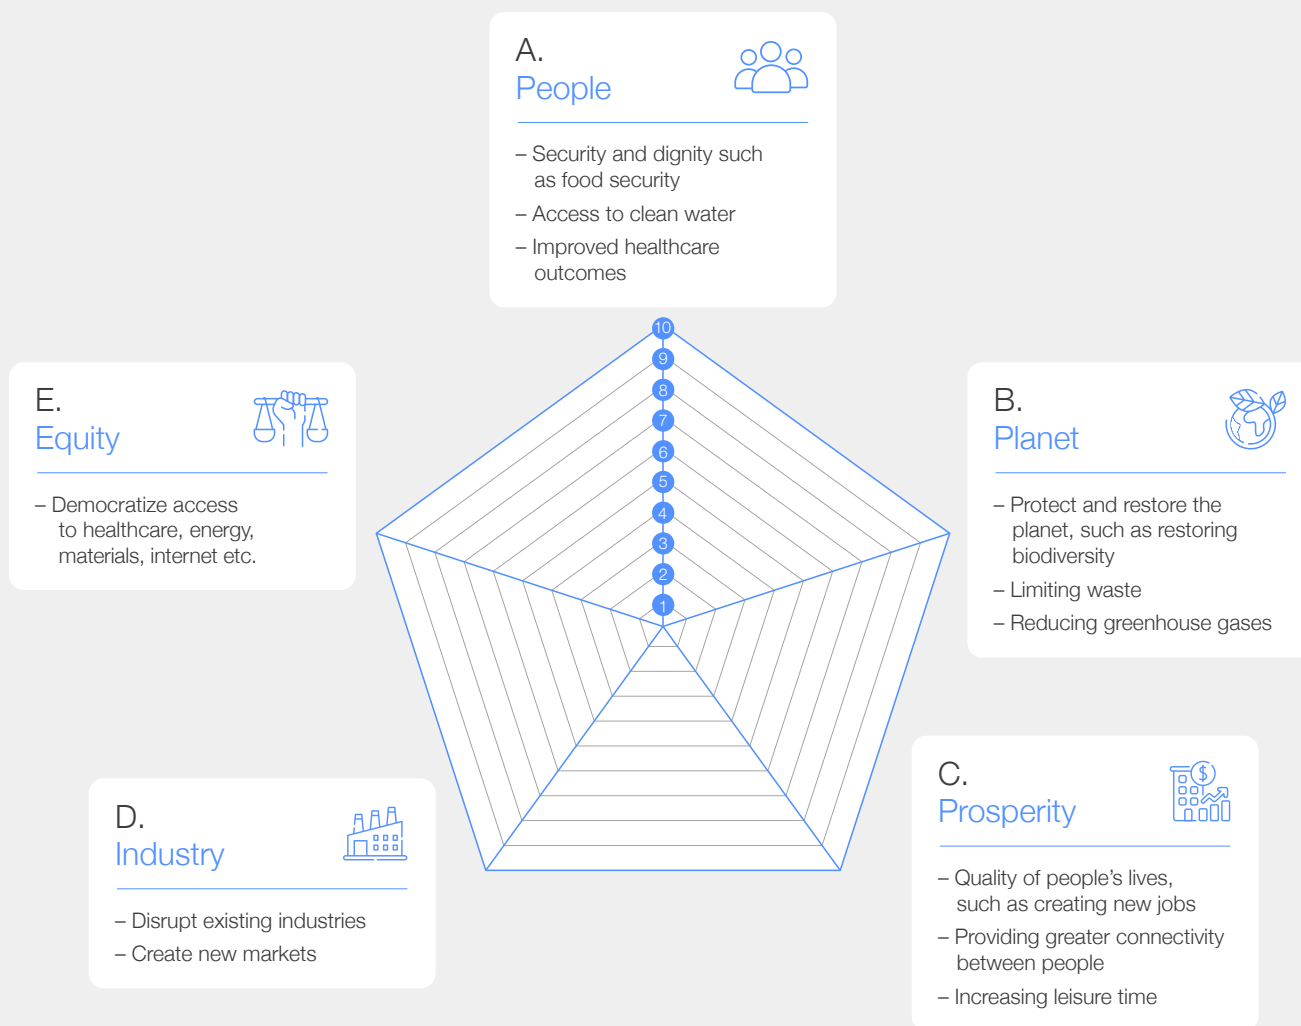 A.
People
– Security and dignity such
as food security
– Access to clean water
– Improved healthcare
outcomes
10
9
8
7
6
5
4
3
2
1
E.
Equity
– Democratize access
to healthcare, energy,
materials, internet etc.
B.
Planet
– Protect and restore the
planet, such as restoring
biodiversity
– Limiting waste
– Reducing greenhouse gases
D.
Industry
– Disrupt existing industries
– Create new markets
C.
Prosperity
$
– Quality of people’s lives,
such as creating new jobs
– Providing greater connectivity
between people
– Increasing leisure time